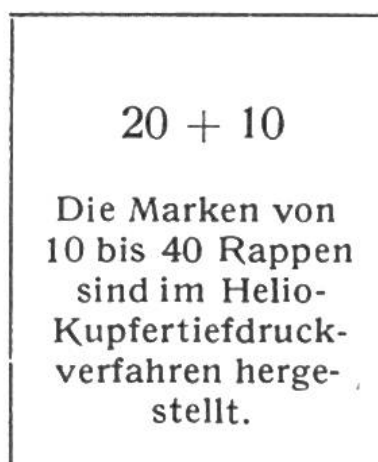 20 + 10
Die Marken von
10 bis 40 Rappen
sind im Helio-
Kupfertiefdruck-
verfahren herge-
stellt.